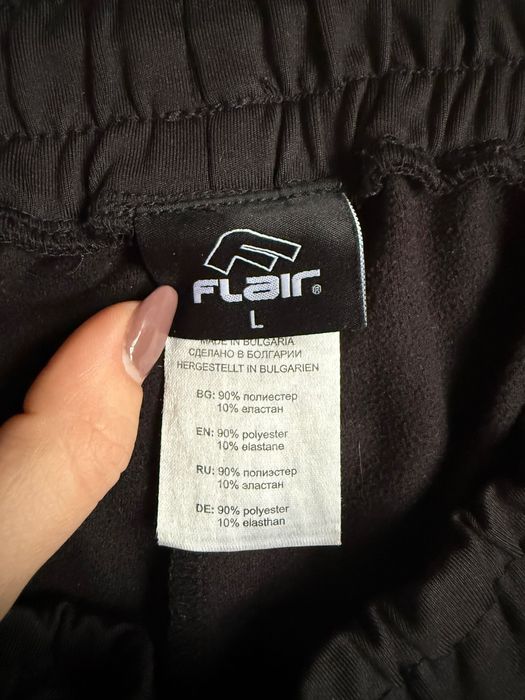 FLAIR®
L
MADE IN BULGARIA
СДЕЛАНО В БОЛГАРИИ
HERGESTELLT IN BULGARIEN
BG: 90% полиестер
10% еластан
EN: 90% polyester
10% elastane
RU: 90% полиэстер
10% эластан
DE: 90% polyester
10% elasthan